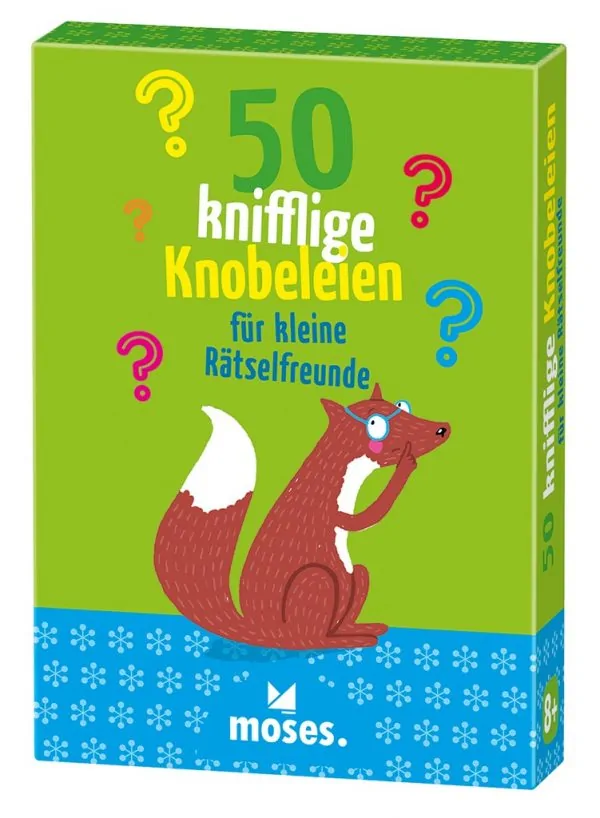 50
knifflige
Knobeleien
für kleine
Rätselfreunde
moses.
50 knifflige Knobeleien
für kleine Rätselfreunde
8+